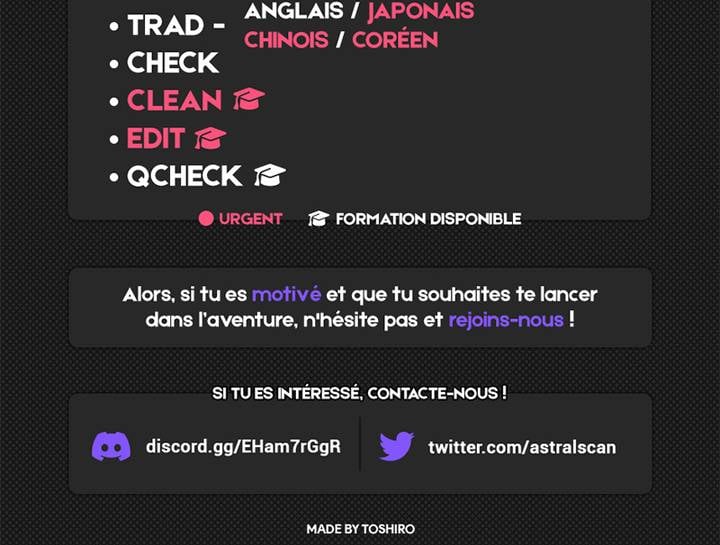 • TRAD - ANGLAIS / JAPONAIS
CHINOIS / CORÉEN
• CHECK
• CLEAN
• EDIT
• QCHECK
URGENT FORMATION DISPONIBLE
Alors, si tu es motivé et que tu souhaites te lancer
dans l'aventure, n'hésite pas et rejoins-nous !
SI TU ES INTÉRESSÉ, CONTACTE-NOUS !
discord.gg/EHam7rGgR twitter.com/astralscan
MADE BY TOSHIRO